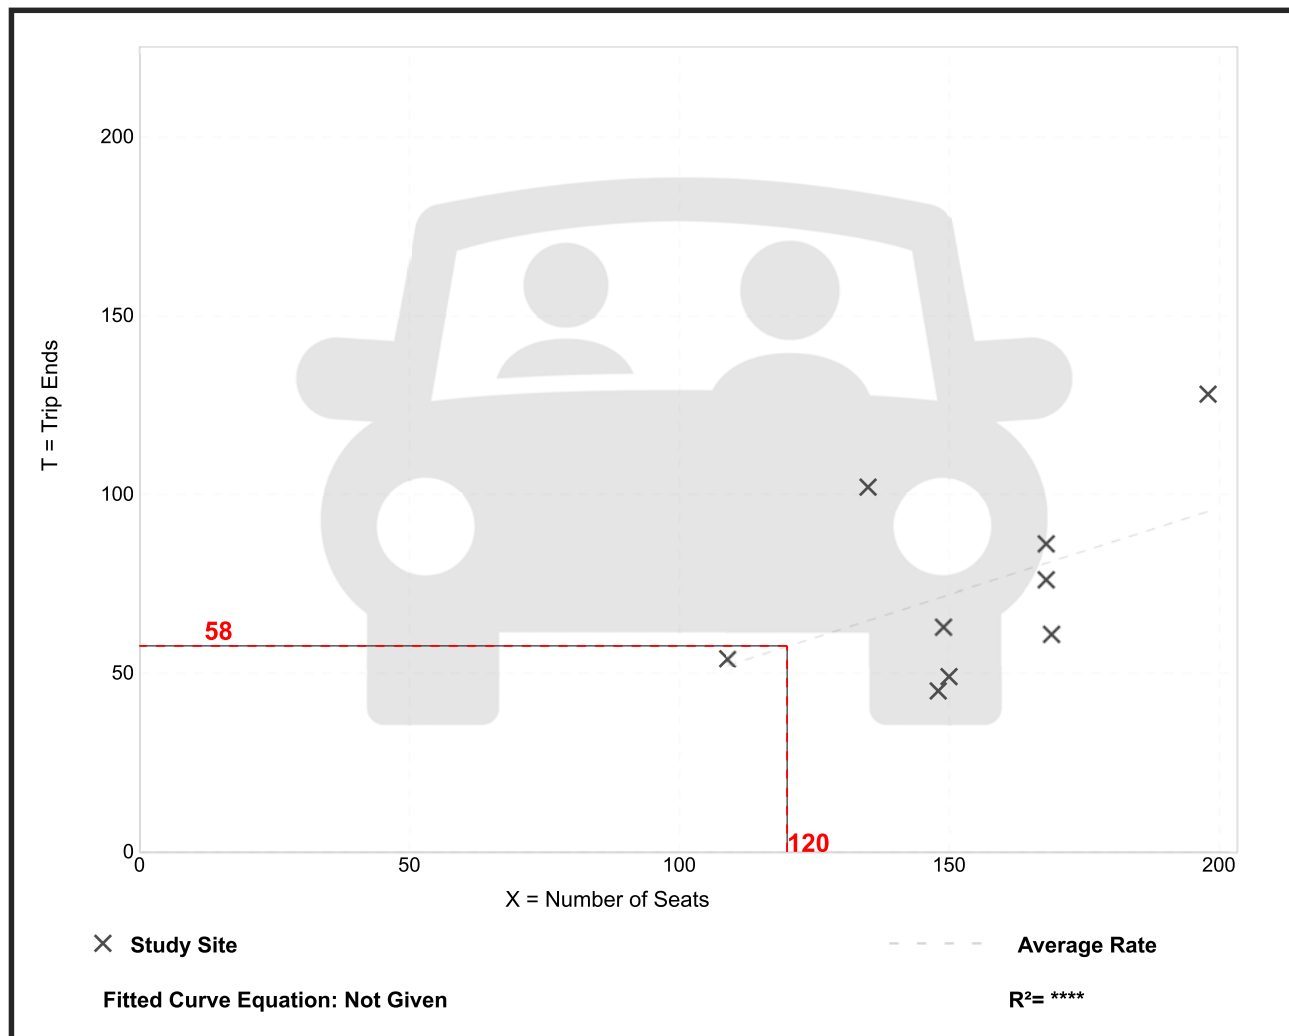 200
150
100
50
0
T = Trip Ends
58
120
0
50
100
150
200
X = Number of Seats
Study Site
Average Rate
Fitted Curve Equation: Not Given
R²= ****